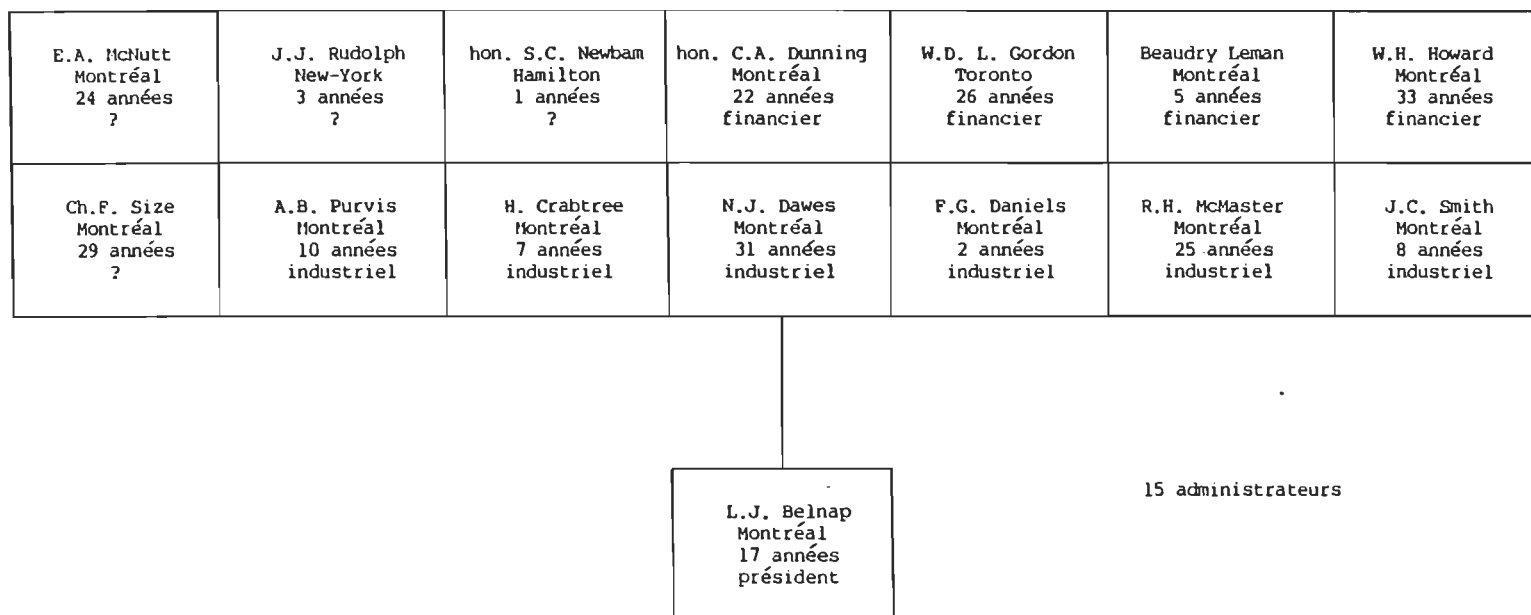 E.A. McNutt
Montréal
24 années
?
J.J. Rudolph
New-York
3 années
?
hon. S.C. Newbam
Hamilton
1 années
?
hon. C.A. Dunning
Montréal
22 années
financier
W.D. L. Gordon
Toronto
26 années
financier
Beaudry Leman
Montréal
5 années
financier
W.H. Howard
Montréal
33 années
financier
Ch.F. Size
Montréal
29 années
?
A.B. Purvis
Montréal
10 années
industriel
H. Crabtree
Montréal
7 années
industriel
N.J. Dawes
Montréal
31 années
industriel
F.G. Daniels
Montréal
2 années
industriel
R.H. McMaster
Montréal
25 années
industriel
J.C. Smith
Montréal
8 années
industriel
L.J. Belnap
Montréal
17 années
président
15 administrateurs